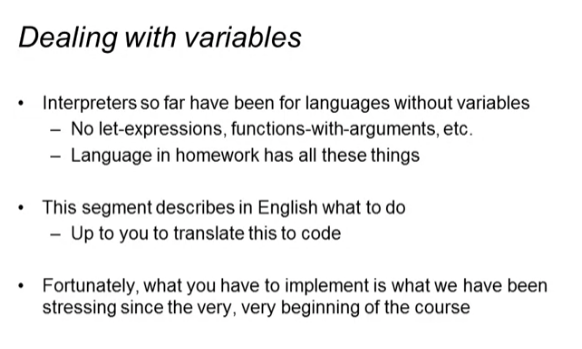 Dealing with variables
• Interpreters so far have been for languages without variables
– No let-expressions, functions-with-arguments, etc.
– Language in homework has all these things
• This segment describes in English what to do
– Up to you to translate this to code
• Fortunately, what you have to implement is what we have been
stressing since the very, very beginning of the course